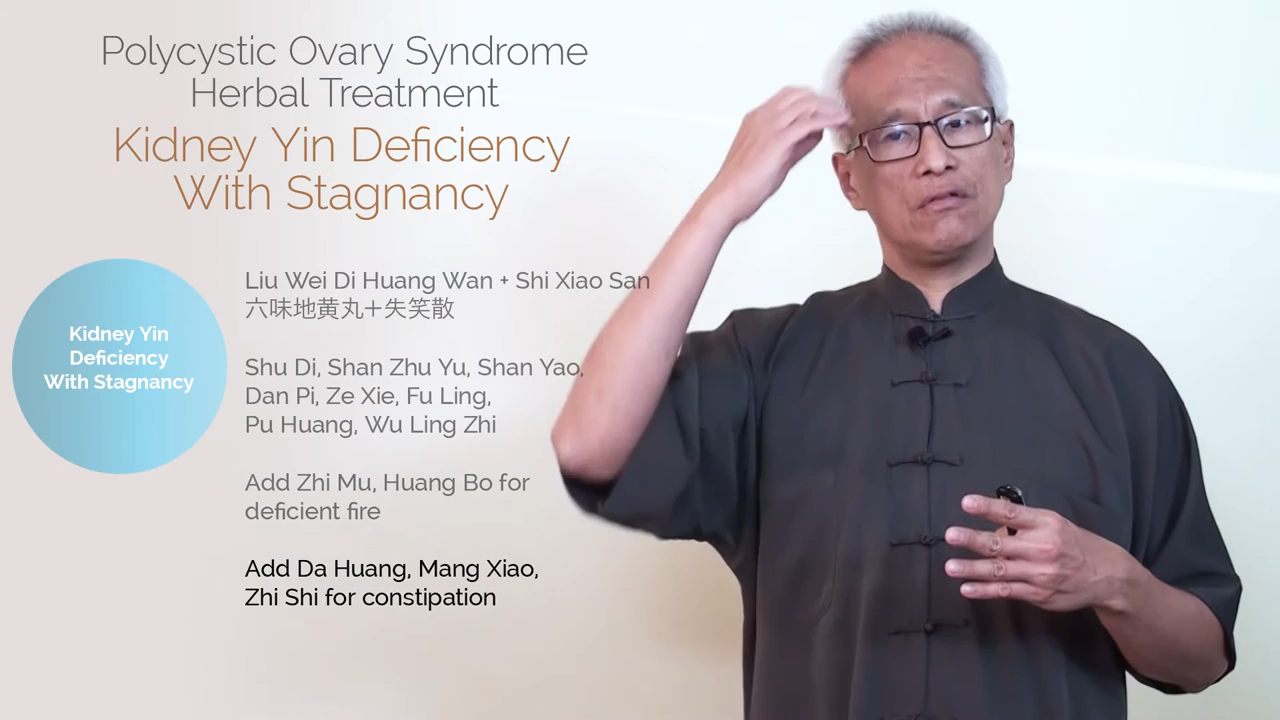 Polycystic Ovary Syndrome
Herbal Treatment
Kidney Yin Deficiency
With Stagnancy
Kidney Yin
Deficiency
With Stagnancy
Liu Wei Di Huang Wan + Shi Xiao San
六味地黄丸＋失笑散
Shu Di, Shan Zhu Yu, Shan Yao,
Dan Pi, Ze Xie, Fu Ling,
Pu Huang, Wu Ling Zhi
Add Zhi Mu, Huang Bo for
deficient fire
Add Da Huang, Mang Xiao,
Zhi Shi for constipation